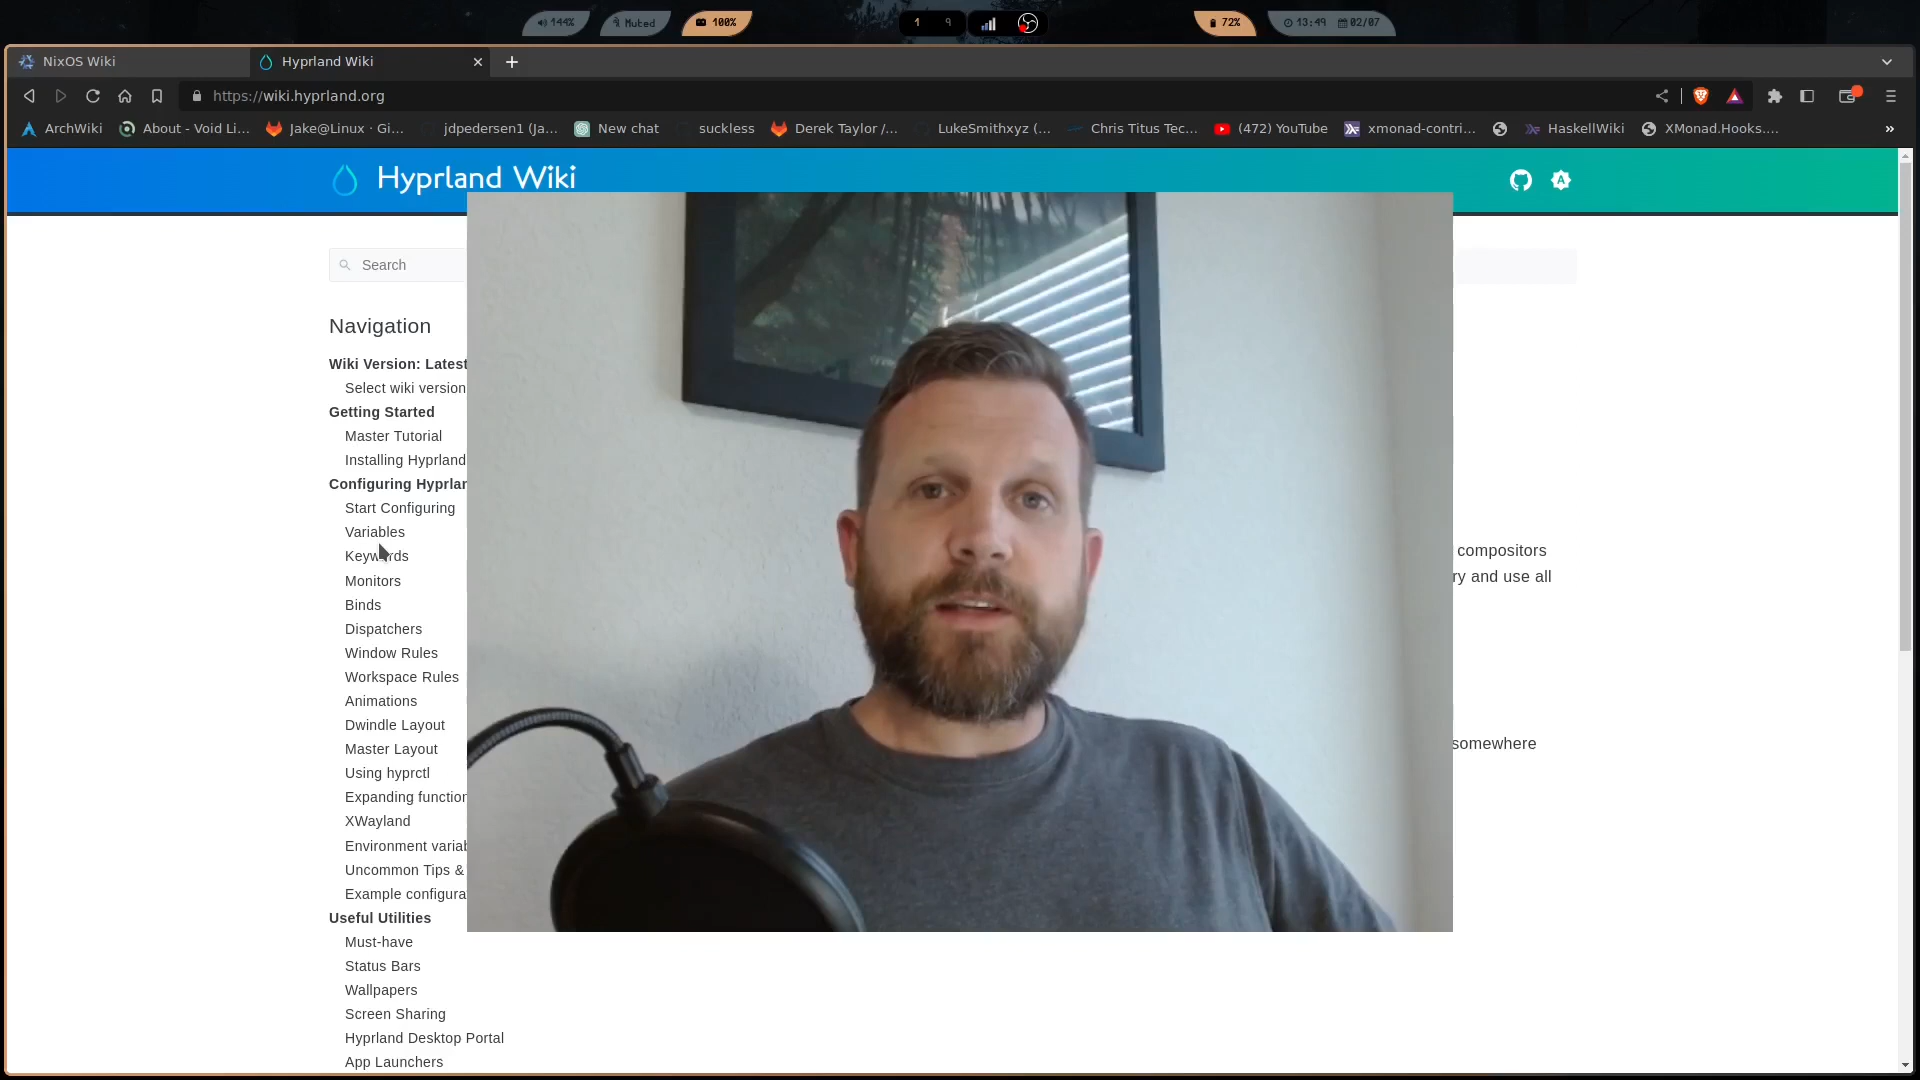 144% Muted 100% 1 9 72% 13:49 02/07
NixOS Wiki Hyprland Wiki
https://wiki.hyprland.org
ArchWiki About - Void Li... Jake@Linux · Gi... jdpedersen1 (Ja... New chat suckless Derek Taylor /... LukeSmithxyz (... Chris Titus Tec... (472) YouTube xmonad-contri... HaskellWiki XMonad.Hooks.... »
Hyprland Wiki
Search
Navigation
Wiki Version: Latest
Select wiki version
Getting Started
Master Tutorial
Installing Hyprland
Configuring Hyprlan
Start Configuring
Variables
Keywords
compositors
Monitors
ry and use all
Binds
Dispatchers
Window Rules
Workspace Rules
Animations
Dwindle Layout
Master Layout
somewhere
Using hyprctl
Expanding function
XWayland
Environment variab
Uncommon Tips &
Example configura
Useful Utilities
Must-have
Status Bars
Wallpapers
Screen Sharing
Hyprland Desktop Portal
App Launchers